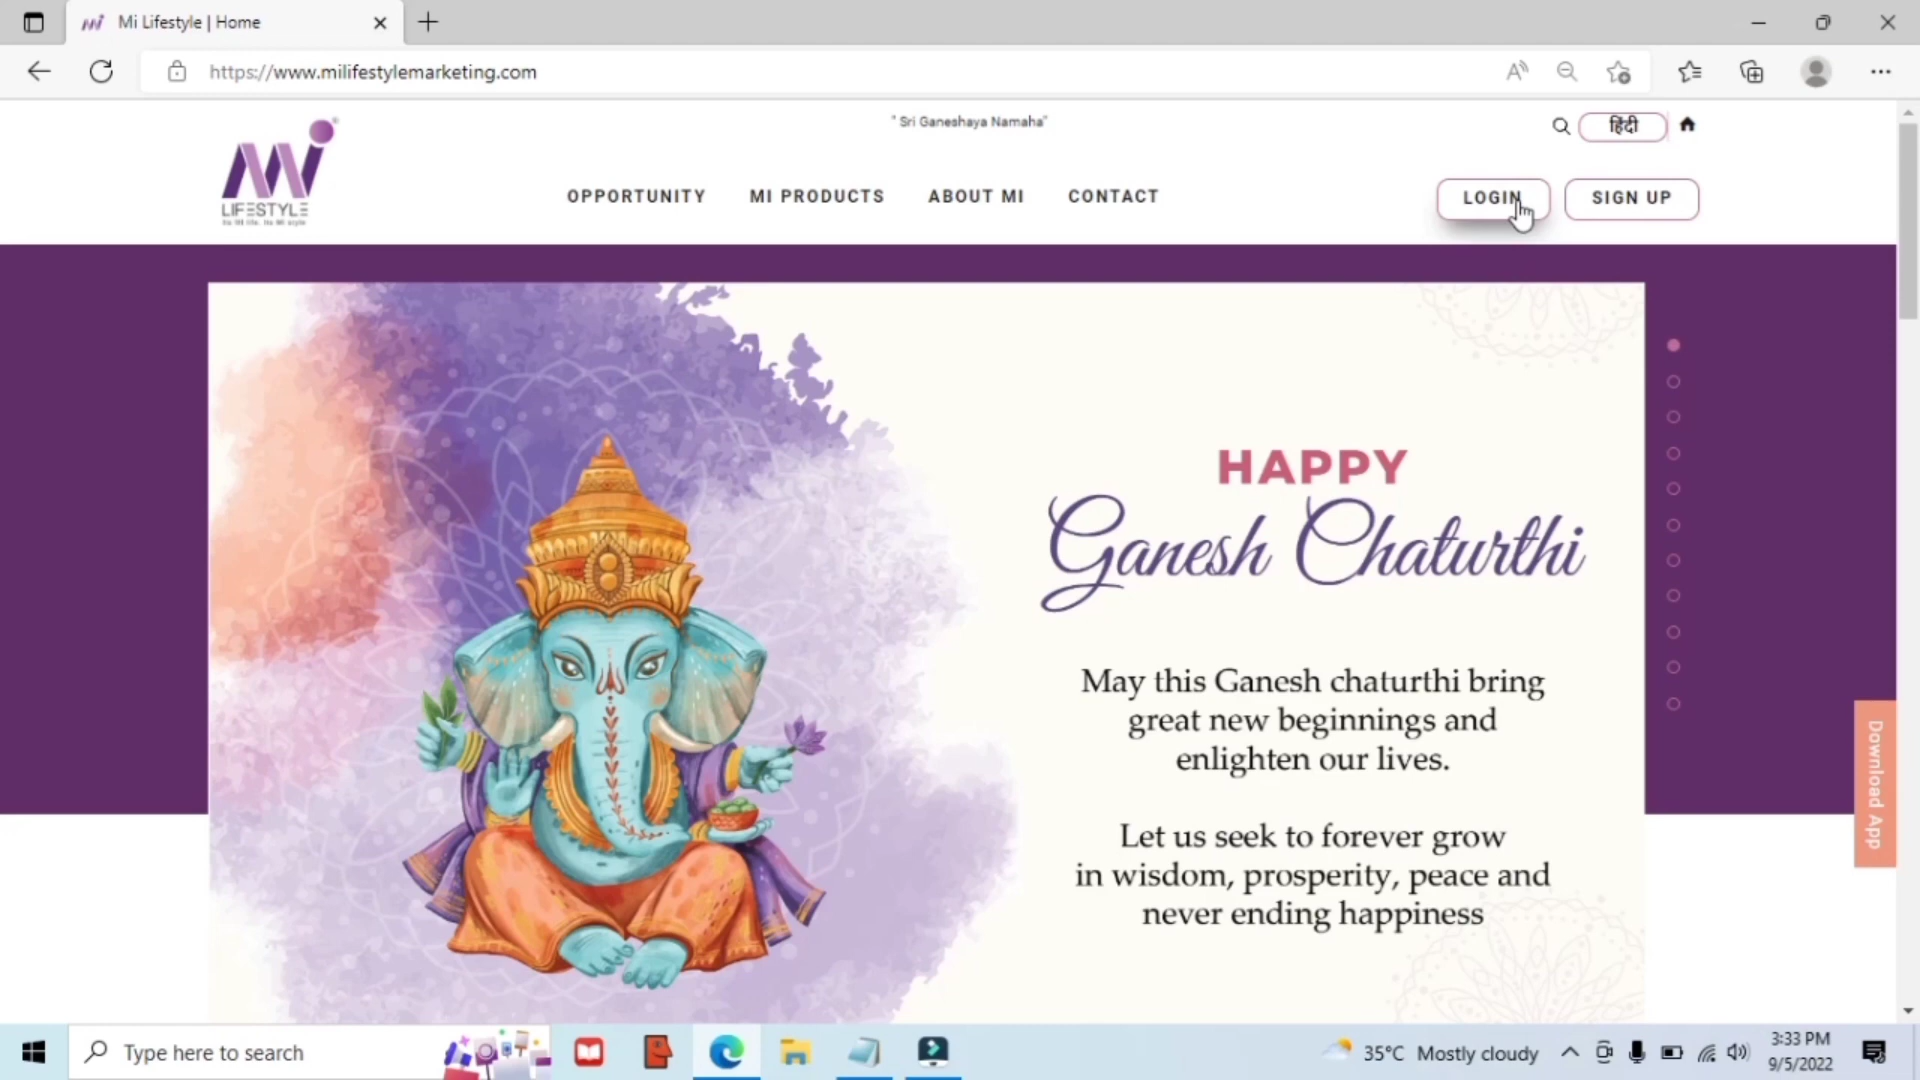 Mi Lifestyle | Home
https://www.milifestylemarketing.com
" Sri Ganeshaya Namaha"
हिंदी
LIFESTYLE
OPPORTUNITY
MI PRODUCTS
ABOUT MI
CONTACT
LOGIN
SIGN UP
HAPPY
Ganesh Chaturthi
May this Ganesh chaturthi bring
great new beginnings and
enlighten our lives.
Let us seek to forever grow
in wisdom, prosperity, peace and
never ending happiness
Download App
Type here to search
35°C Mostly cloudy
3:33 PM
9/5/2022